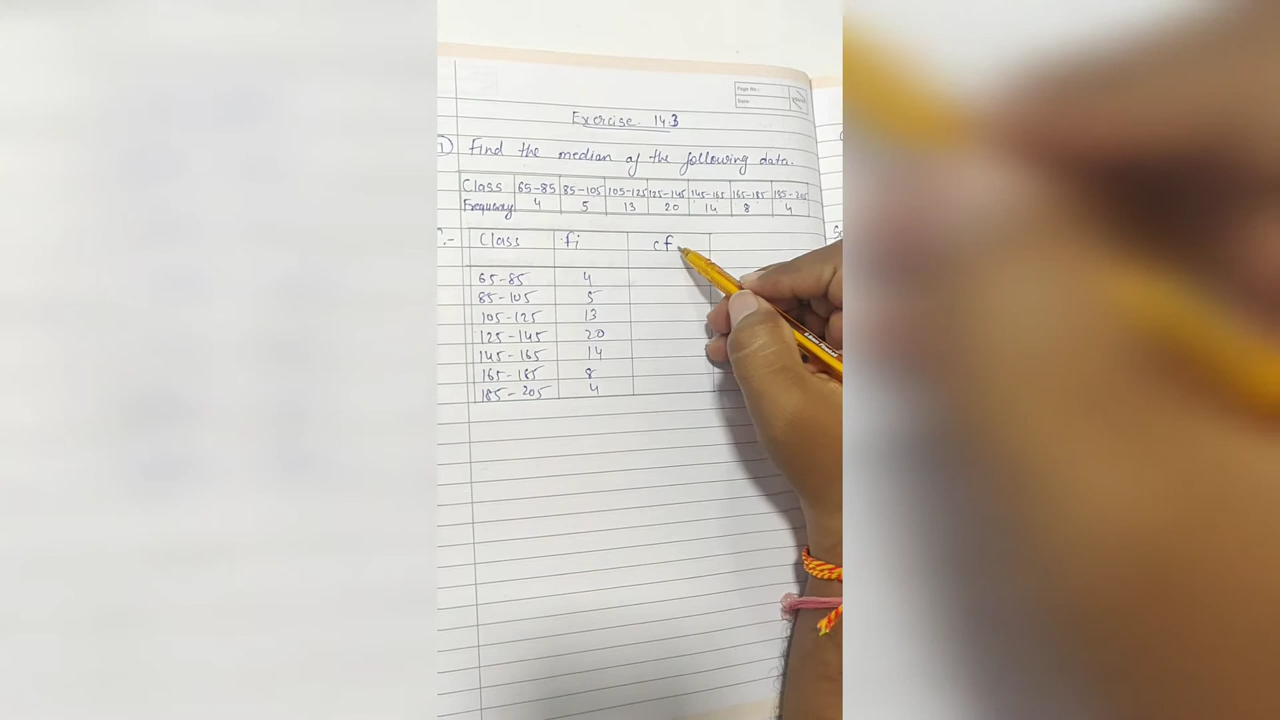 Page No.:
Date:
Exercise. 14.3
1) Find the median of the following data.
Class 65-85 85-105 105-125 125-145 145-165 165-185 185-205
Frequency 4 5 13 20 14 8 4
Class fi cf
65-85 4
85-105 5
105-125 13
125-145 20
145-165 14
165-185 8
185-205 4